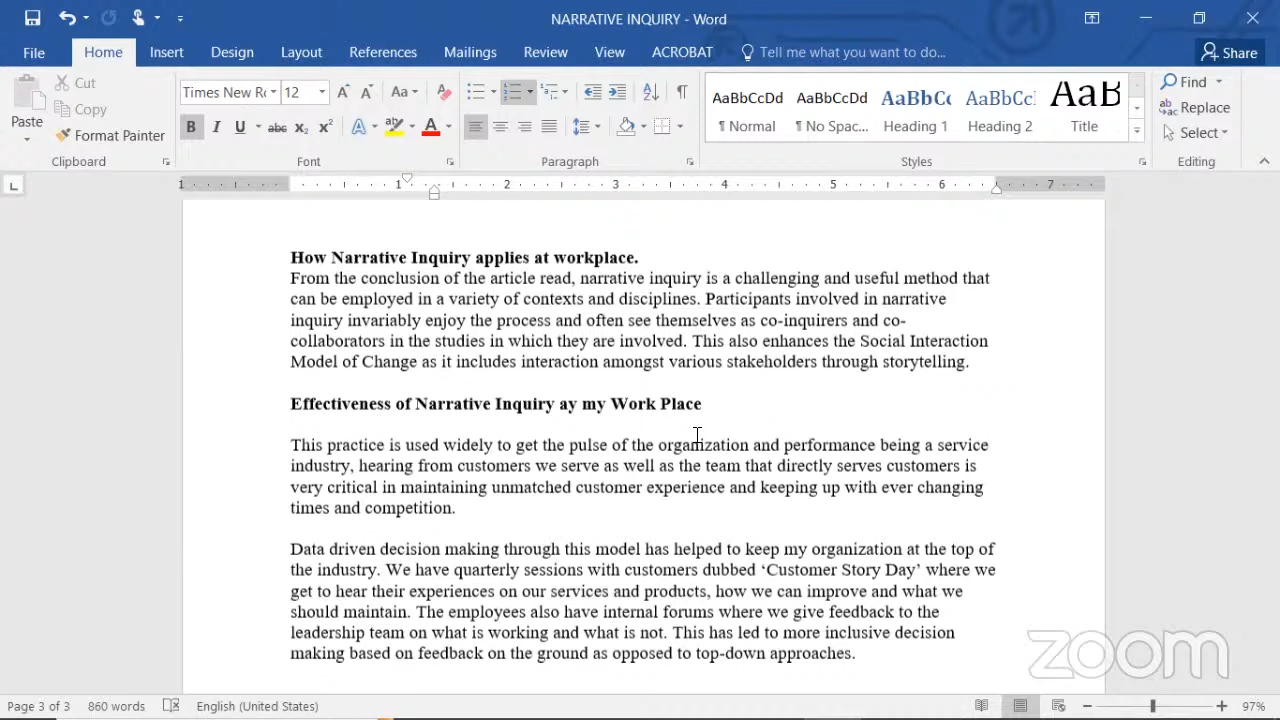 NARRATIVE INQUIRY - Word
File Home Insert Design Layout References Mailings Review View ACROBAT Tell me what you want to do... Share
Paste Cut Copy Format Painter
Times New Ro 12 Aa
AaBbCcDd AaBbCcDd AaBbCc AaBbCc AaB
¶ Normal ¶ No Spac... Heading 1 Heading 2 Title
Find Replace Select
Clipboard Font Paragraph Styles Editing
1 1 2 3 4 5 6 7
How Narrative Inquiry applies at workplace.
From the conclusion of the article read, narrative inquiry is a challenging and useful method that
can be employed in a variety of contexts and disciplines. Participants involved in narrative
inquiry invariably enjoy the process and often see themselves as co-inquirers and co-
collaborators in the studies in which they are involved. This also enhances the Social Interaction
Model of Change as it includes interaction amongst various stakeholders through storytelling.
Effectiveness of Narrative Inquiry ay my Work Place
This practice is used widely to get the pulse of the organization and performance being a service
industry, hearing from customers we serve as well as the team that directly serves customers is
very critical in maintaining unmatched customer experience and keeping up with ever changing
times and competition.
Data driven decision making through this model has helped to keep my organization at the top of
the industry. We have quarterly sessions with customers dubbed ‘Customer Story Day’ where we
get to hear their experiences on our services and products, how we can improve and what we
should maintain. The employees also have internal forums where we give feedback to the
leadership team on what is working and what is not. This has led to more inclusive decision
making based on feedback on the ground as opposed to top-down approaches.
zoom
Page 3 of 3 860 words English (United States) 97%